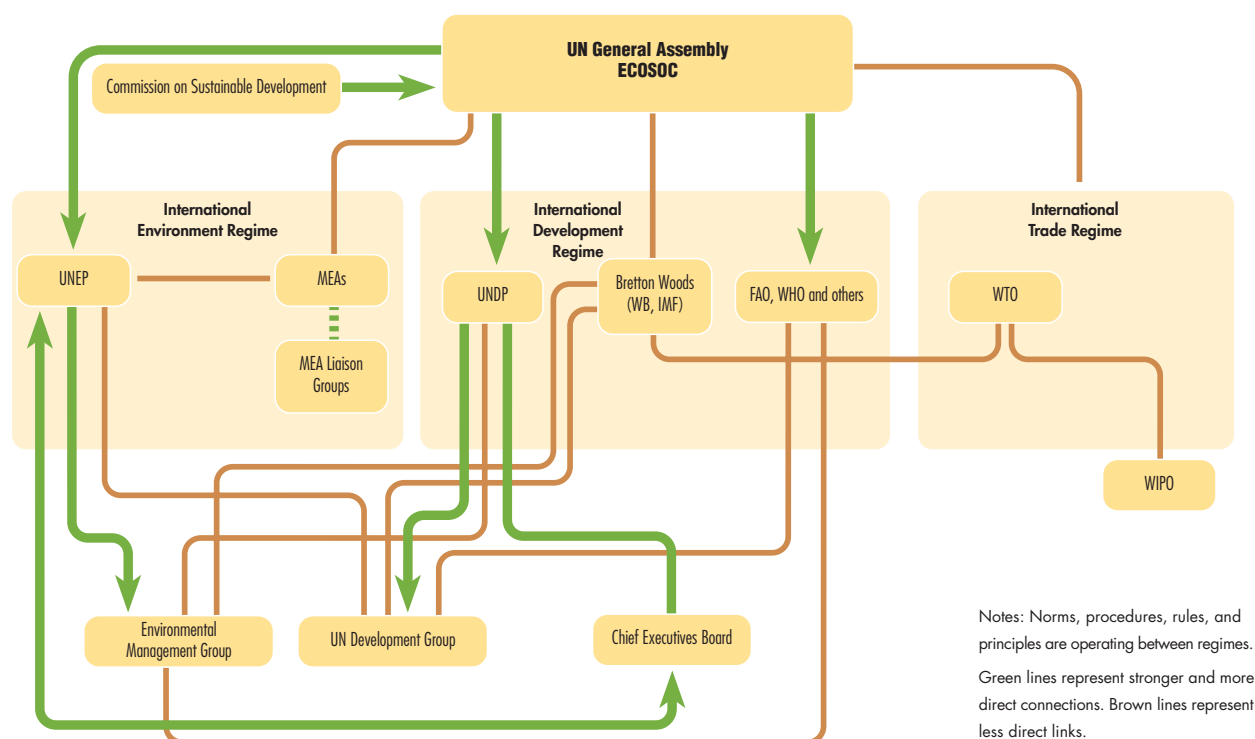 UN General Assembly
ECOSOC
Commission on Sustainable Development
International
Environment Regime
International
Development
Regime
International
Trade Regime
UNEP
MEAs
UNDP
Bretton Woods
(WB, IMF)
FAO, WHO and others
WTO
MEA Liaison
Groups
WIPO
Environmental
Management Group
UN Development Group
Chief Executives Board
Notes: Norms, procedures, rules, and
principles are operating between regimes.
Green lines represent stronger and more
direct connections. Brown lines represent
less direct links.